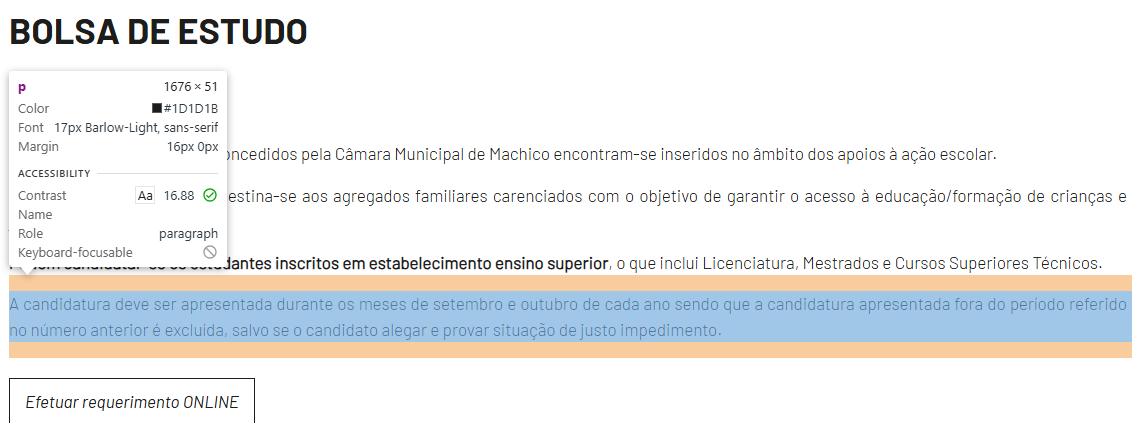 BOLSA DE ESTUDO
p 1676 × 51
Color #1D1D1B
Font 17px Barlow-Light, sans-serif
Margin 16px 0px
oncedidos pela Câmara Municipal de Machico encontram-se inseridos no âmbito dos apoios à ação escolar.
ACCESSIBILITY
Contrast Aa 16.88
estina-se aos agregados familiares carenciados com o objetivo de garantir o acesso à educação/formação de crianças e
Name
Role paragraph
Keyboard-focusable
estudantes inscritos em estabelecimento ensino superior, o que inclui Licenciatura, Mestrados e Cursos Superiores Técnicos.
A candidatura deve ser apresentada durante os meses de setembro e outubro de cada ano sendo que a candidatura apresentada fora do período referido
no número anterior é excluída, salvo se o candidato alegar e provar situação de justo impedimento.
Efetuar requerimento ONLINE